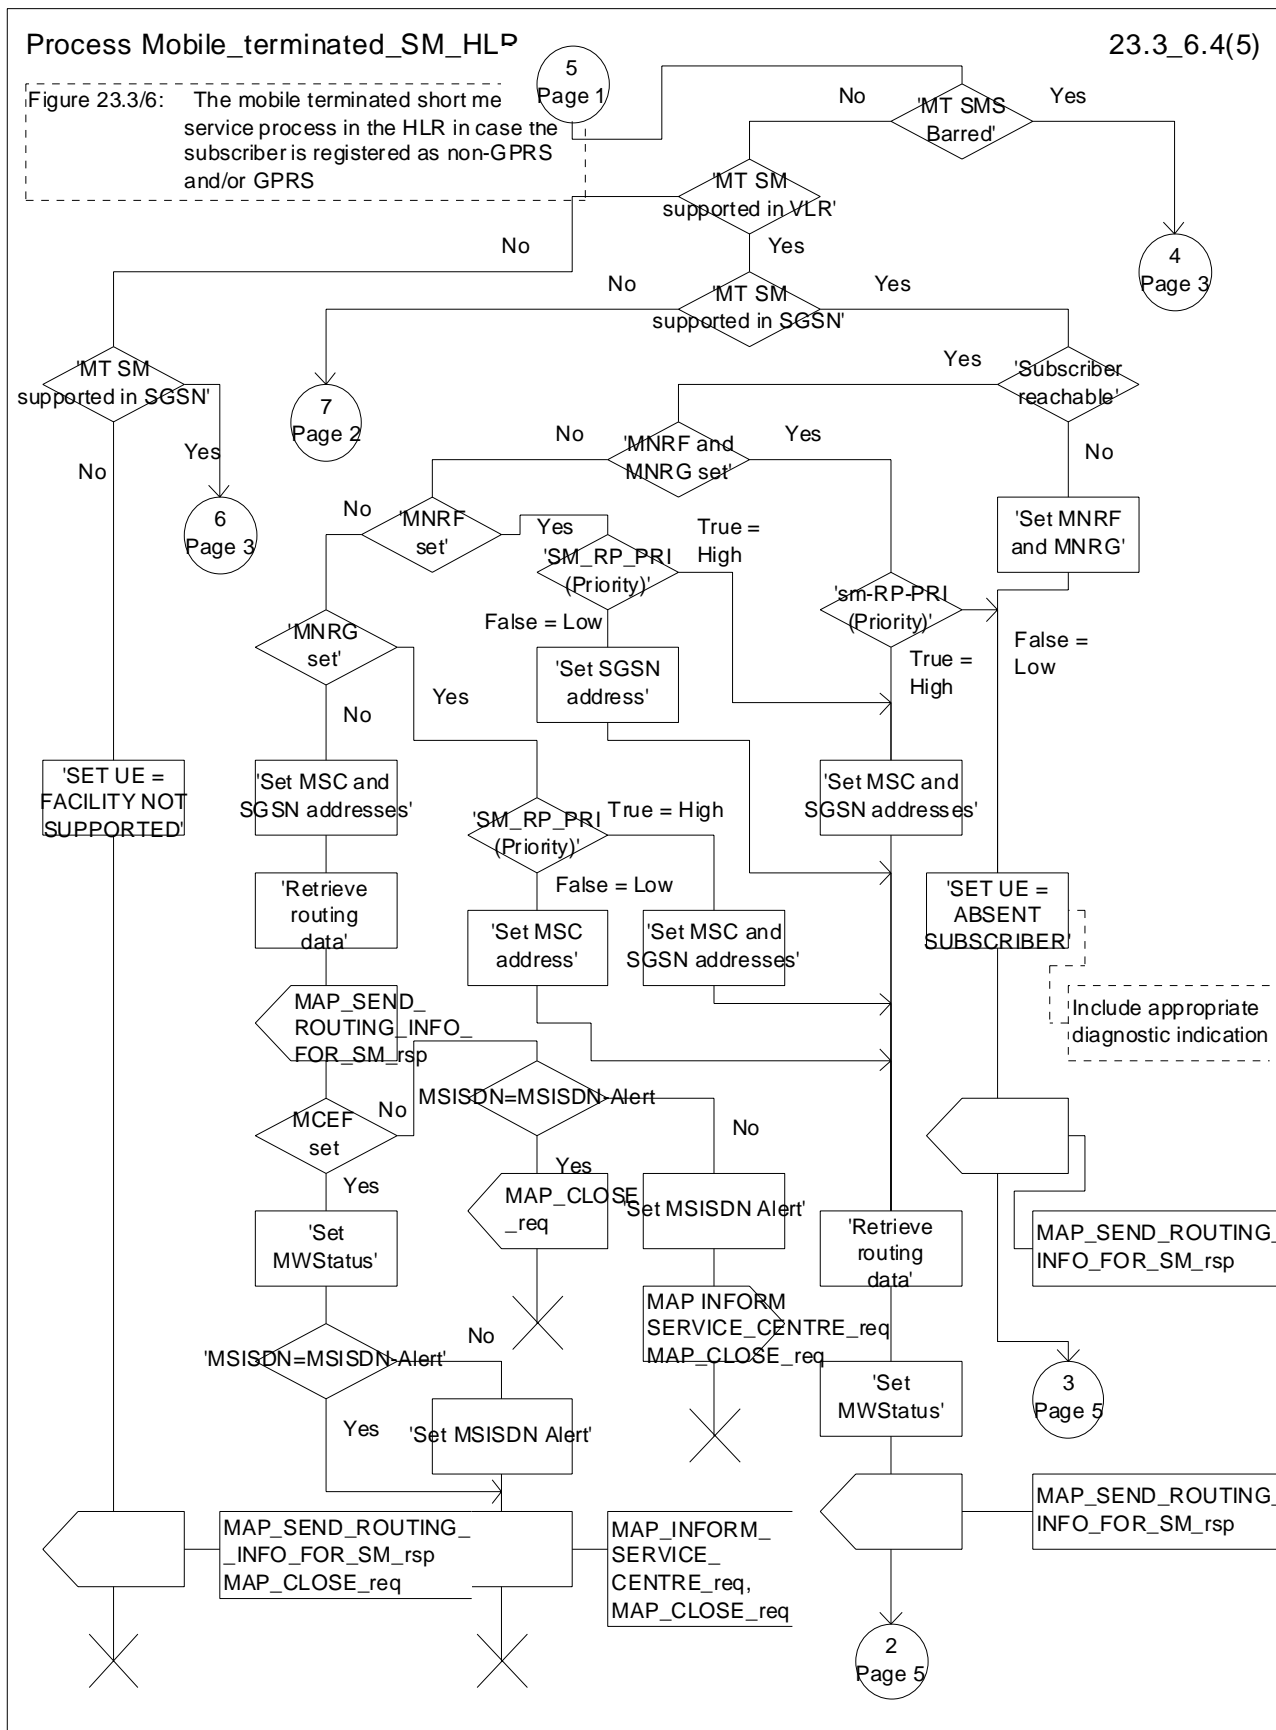 Process Mobile_terminated_SM_HLR
23.3_6.4(5)
5
Page 1
Figure 23.3/6: The mobile terminated short me
service process in the HLR in case the
subscriber is registered as non-GPRS
and/or GPRS
No
'MT SMS
Barred'
Yes
'MT SM
supported in VLR'
No
Yes
4
Page 3
No
'MT SM
supported in SGSN'
Yes
'MT SM
supported in SGSN'
Yes
'Subscriber
reachable'
7
Page 2
No
Yes
No
'MNRF and
MNRG set'
Yes
No
6
Page 3
No
'MNRF
set'
Yes
True =
High
'Set MNRF
and MNRG'
'SM_RP_PRI
(Priority)'
'sm-RP-PRI
(Priority)'
False = Low
'MNRG
set'
False =
Low
True =
High
'Set SGSN
address'
Yes
No
'SET UE =
FACILITY NOT
SUPPORTED'
'Set MSC and
SGSN addresses'
'Set MSC and
SGSN addresses'
True = High
'SM_RP_PRI
(Priority)'
False = Low
'Retrieve
routing
data'
'SET UE =
ABSENT
SUBSCRIBER'
'Set MSC
address'
'Set MSC and
SGSN addresses'
MAP_SEND_
ROUTING_INFO_
FOR_SM_rsp
Include appropriate
diagnostic indication
MSISDN=MSISDN-Alert
No
MCEF
set
No
Yes
Yes
MAP_CLOSE
_req
'Set MSISDN Alert'
'Set
MWStatus'
'Retrieve
routing
data'
MAP_SEND_ROUTING_
INFO_FOR_SM_rsp
MAP INFORM
SERVICE_CENTRE_req
MAP_CLOSE_req
No
'MSISDN=MSISDN-Alert'
'Set
MWStatus'
3
Page 5
Yes
'Set MSISDN Alert'
MAP_SEND_ROUTING_
INFO_FOR_SM_rsp
MAP_SEND_ROUTING_
_INFO_FOR_SM_rsp
MAP_CLOSE_req
MAP_INFORM_
SERVICE_
CENTRE_req,
MAP_CLOSE_req
2
Page 5